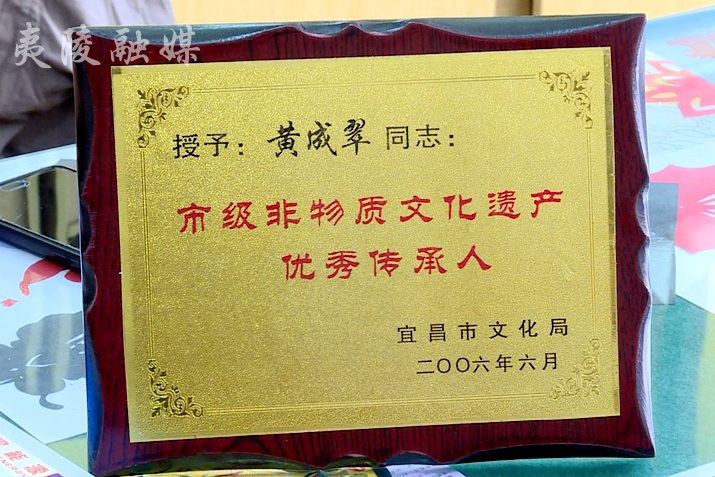 夷陵融媒
授予：黄成翠 同志：
市级非物质文化遗产
优秀传承人
宜昌市文化局
二〇〇六年六月